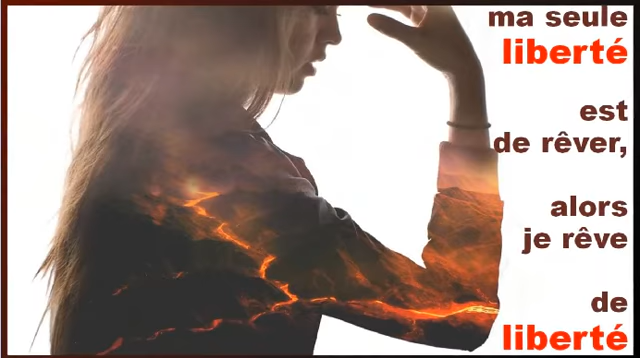 ma seule
liberté
est
de rêver,
alors
je rêve
de
liberté